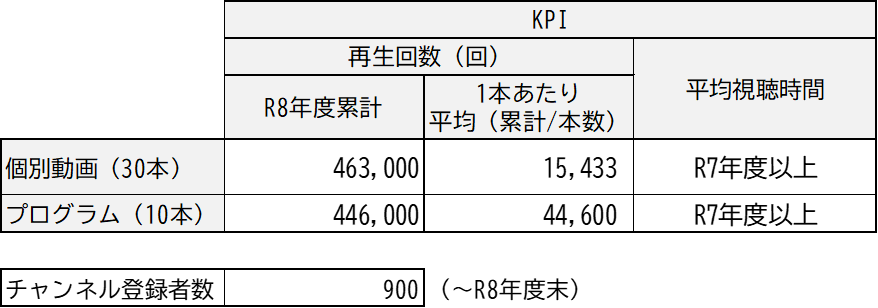 KPI
再生回数（回）
平均視聴時間
R8年度累計
1本あたり
平均（累計/本数）
個別動画（30本） 463,000 15,433 R7年度以上
プログラム（10本） 446,000 44,600 R7年度以上
チャンネル登録者数 900 （～R8年度末）